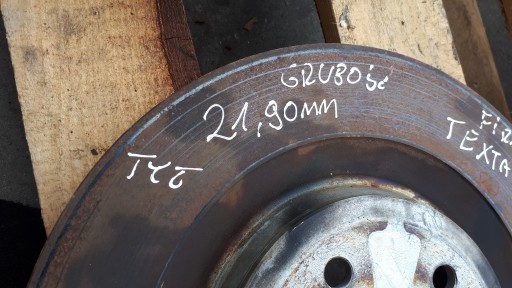 GRUBOść
21,90mm
TYŁ
TEXTA